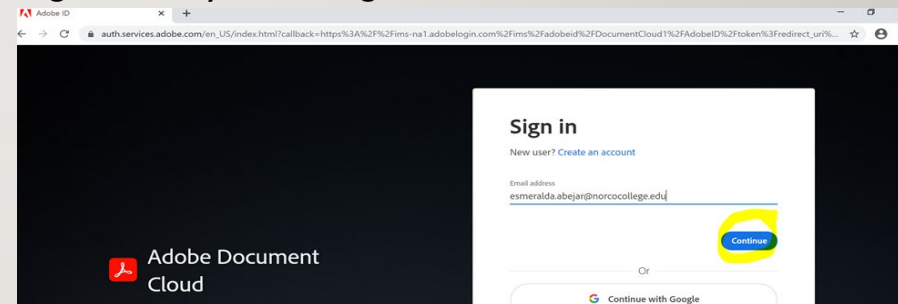 Adobe ID
auth.services.adobe.com/en_US/index.html?callback=https%3A%2F%2Fims-na1.adobelogin.com%2Fims%2Fadobeid%2FDocumentCloud1%2FAdobeID%2Ftoken%3Fredirect_uri%...
Sign in
New user? Create an account
Email address
esmeralda.abejar@norcocollege.edu
Continue
Or
Adobe Document
Cloud
Continue with Google